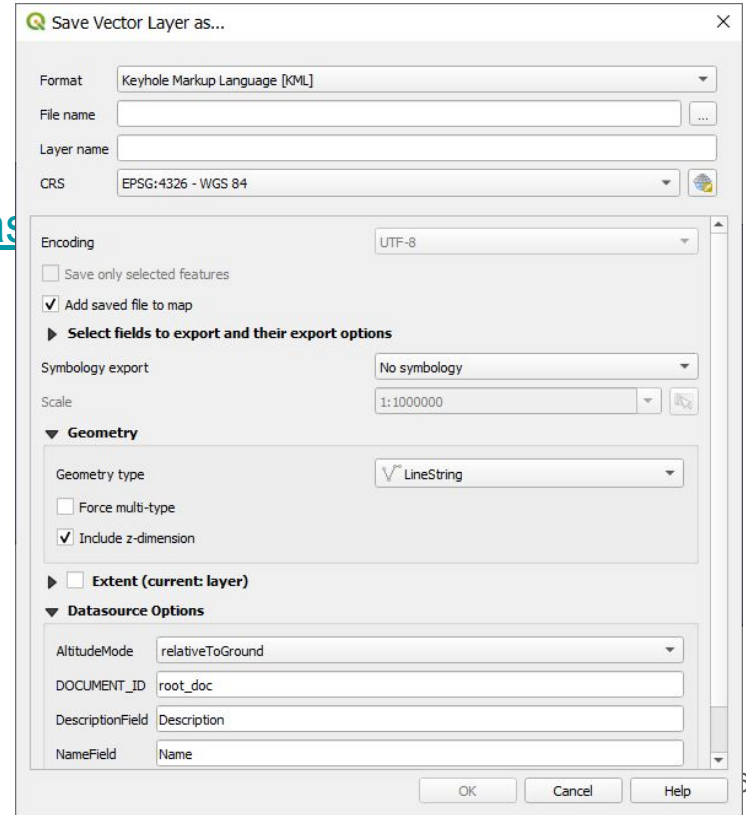 Save Vector Layer as...
Format Keyhole Markup Language [KML]
File name ...
Layer name
CRS EPSG:4326 - WGS 84
as
Encoding UTF-8
Save only selected features
Add saved file to map
Select fields to export and their export options
Symbology export No symbology
Scale 1:1000000
Geometry
Geometry type LineString
Force multi-type
Include z-dimension
Extent (current: layer)
Datasource Options
AltitudeMode relativeToGround
DOCUMENT_ID root_doc
DescriptionField Description
NameField Name
OK Cancel Help